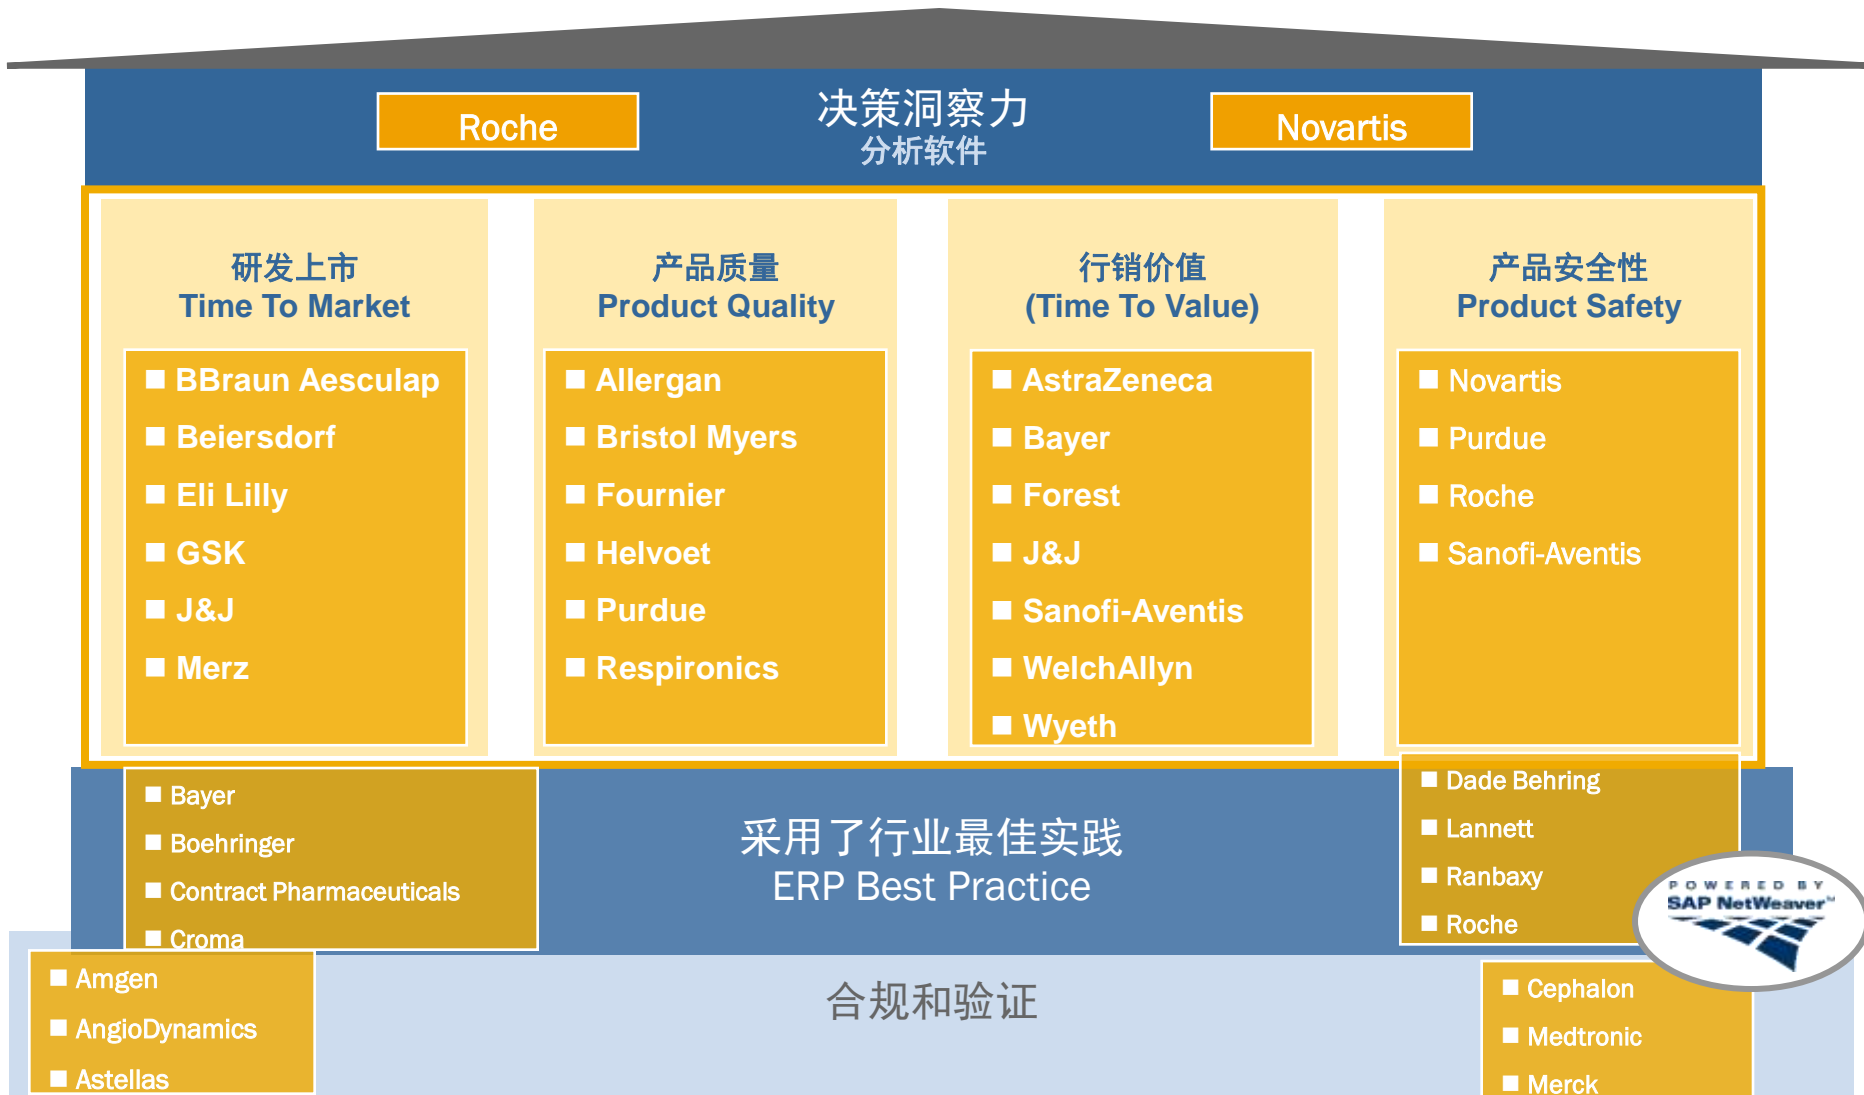 Roche
决策洞察力
分析软件
Novartis
研发上市
Time To Market
BBraun Aesculap
Beiersdorf
Eli Lilly
GSK
J&J
Merz
产品质量
Product Quality
Allergan
Bristol Myers
Fournier
Helvoet
Purdue
Respironics
行销价值
(Time To Value)
AstraZeneca
Bayer
Forest
J&J
Sanofi-Aventis
WelchAllyn
Wyeth
产品安全性
Product Safety
Novartis
Purdue
Roche
Sanofi-Aventis
Bayer
Boehringer
Contract Pharmaceuticals
Croma
采用了行业最佳实践
ERP Best Practice
Dade Behring
Lannett
Ranbaxy
Roche
POWERED BY
SAP NetWeaver™
Amgen
AngioDynamics
Astellas
合规和验证
Cephalon
Medtronic
Merck